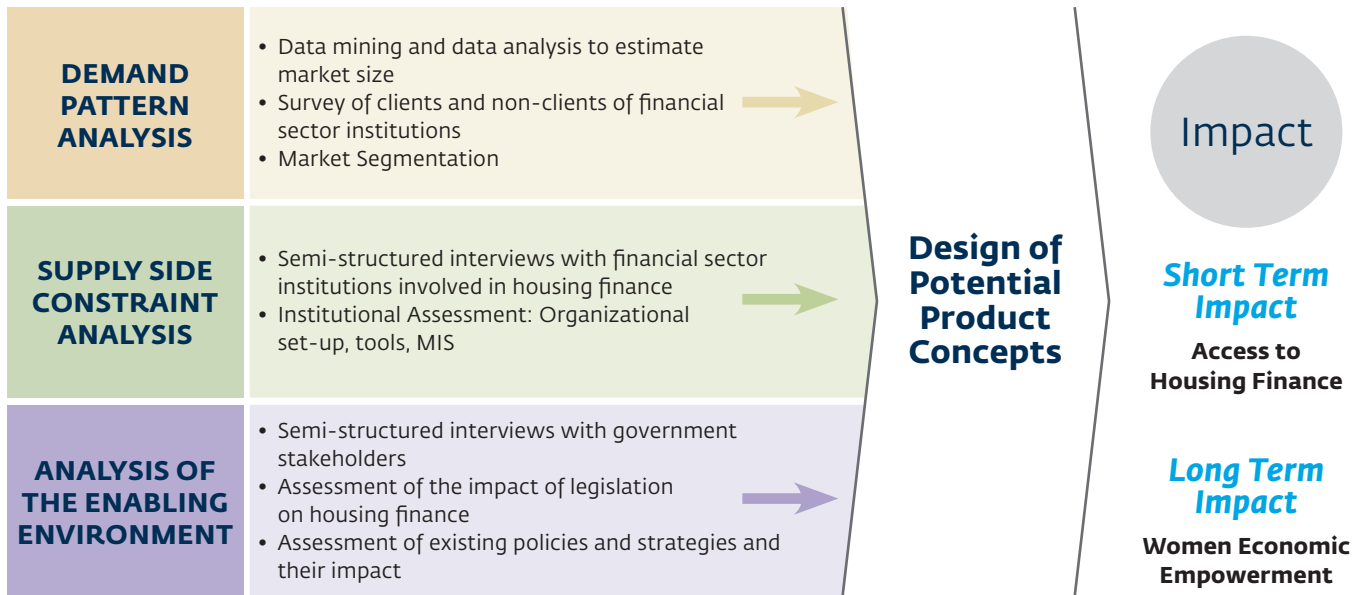 DEMAND
PATTERN
ANALYSIS
• Data mining and data analysis to estimate
market size
• Survey of clients and non-clients of financial
sector institutions
• Market Segmentation
SUPPLY SIDE
CONSTRAINT
ANALYSIS
• Semi-structured interviews with financial sector
institutions involved in housing finance
• Institutional Assessment: Organizational
set-up, tools, MIS
ANALYSIS OF
THE ENABLING
ENVIRONMENT
• Semi-structured interviews with government
stakeholders
• Assessment of the impact of legislation
on housing finance
• Assessment of existing policies and strategies and
their impact
Design of
Potential
Product
Concepts
Impact
Short Term
Impact
Access to
Housing Finance
Long Term
Impact
Women Economic
Empowerment